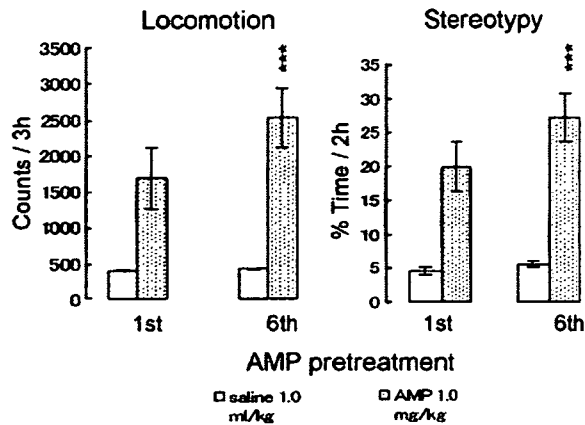 Locomotion
Counts / 3h
3500
3000
2500
2000
1500
1000
500
0
***
1st
6th
Stereotypy
% Time / 2h
35
30
25
20
15
10
5
0
***
1st
6th
AMP pretreatment
saline 1.0 ml/kg
AMP 1.0 mg/kg